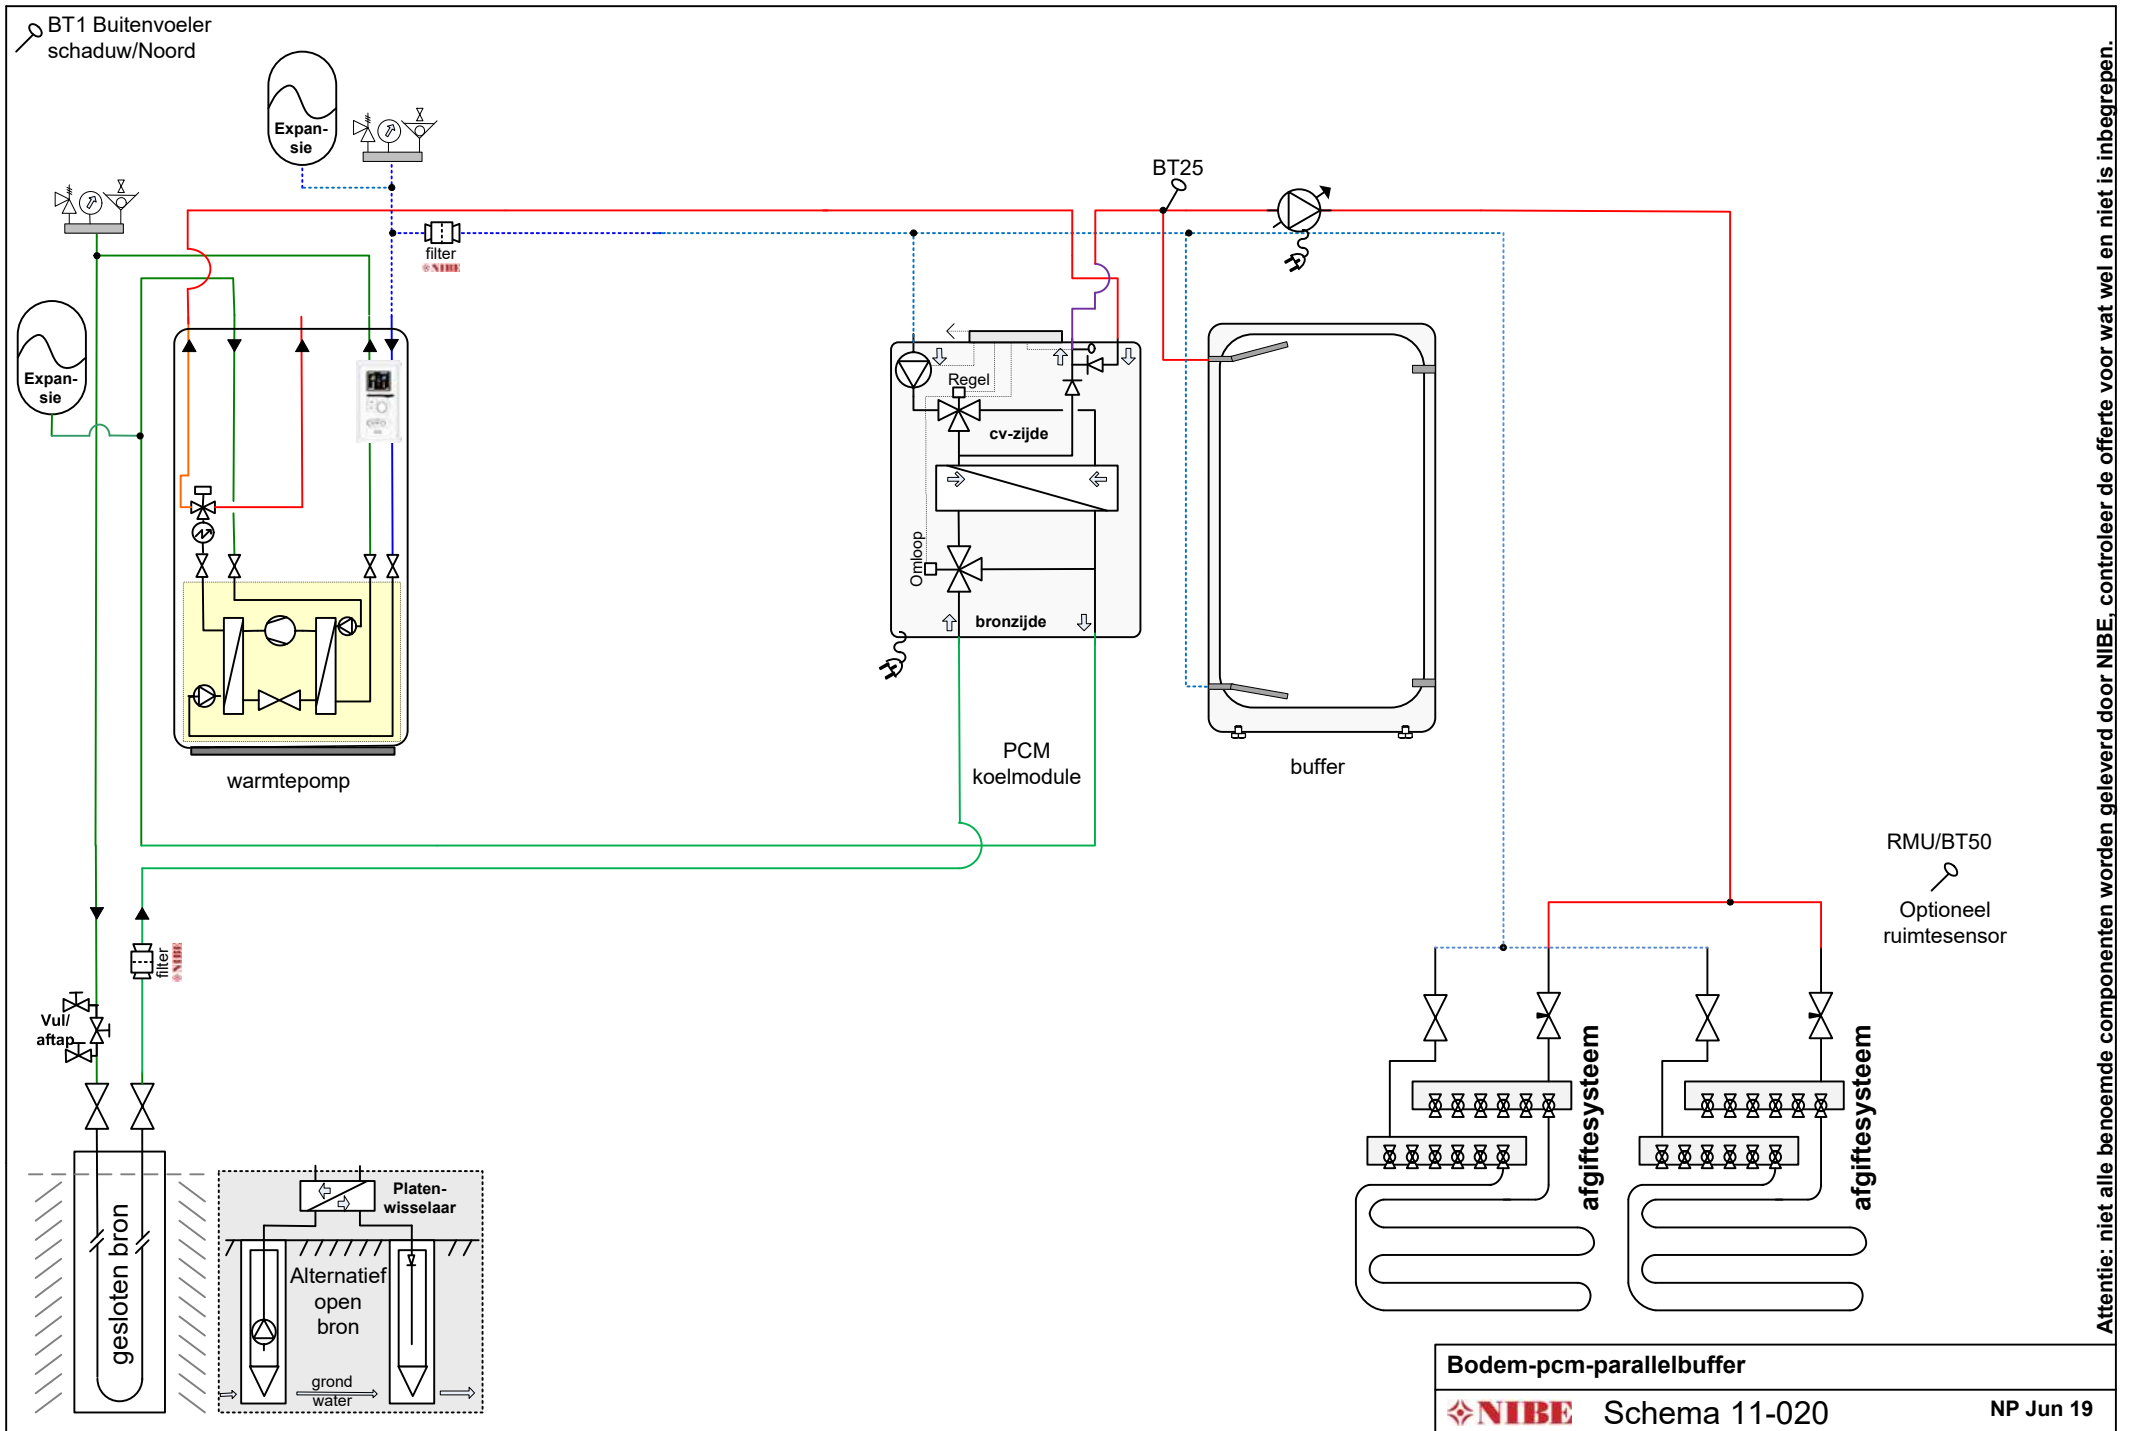 BT1 Buitenvoeler
schaduw/Noord
Expan-
sie
BT25
filter
NIBE
Expan-
sie
Regel
cv-zijde
Omloop
bronzijde
PCM
koelmodule
buffer
warmtepomp
RMU/BT50
Optioneel
ruimtesensor
filter
NIBE
Vul/
aftap
afgiftesysteem
afgiftesysteem
gesloten bron
Platen-
wisselaar
Alternatief
open
bron
grond
water
Attentie: niet alle benoemde componenten worden geleverd door NIBE, controleer de offerte voor wat wel en niet is inbegrepen.
Bodem-pcm-parallelbuffer
NIBE Schema 11-020 NP Jun 19